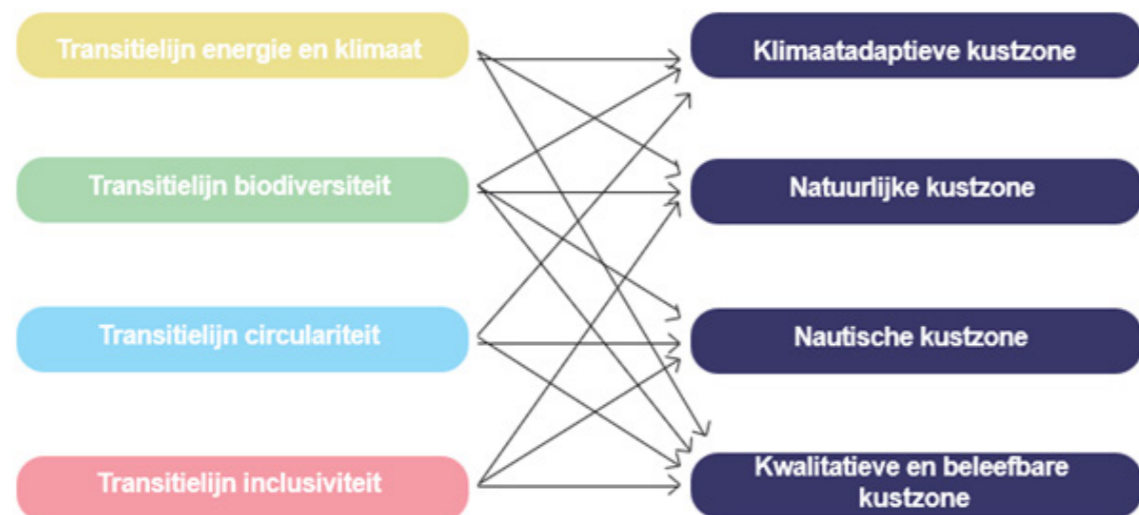 Transitielijn energie en klimaat
Klimaatadaptieve kustzone
Transitielijn biodiversiteit
Natuurlijke kustzone
Transitielijn circulariteit
Nautische kustzone
Transitielijn inclusiviteit
Kwalitatieve en beleefbare
kustzone